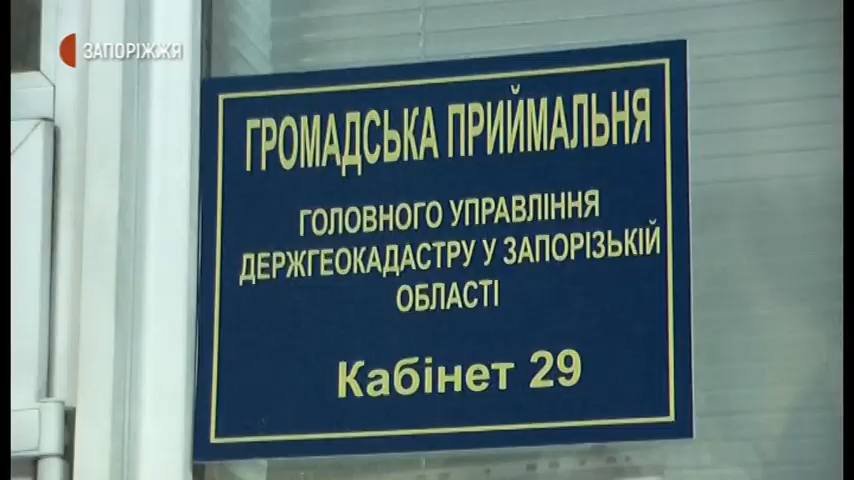 ЗАПОРІЖЖЯ
ГРОМАДСЬКА ПРИЙМАЛЬНЯ
ГОЛОВНОГО УПРАВЛІННЯ
ДЕРЖГЕОКАДАСТРУ У ЗАПОРІЗЬКІЙ
ОБЛАСТІ
Кабінет 29